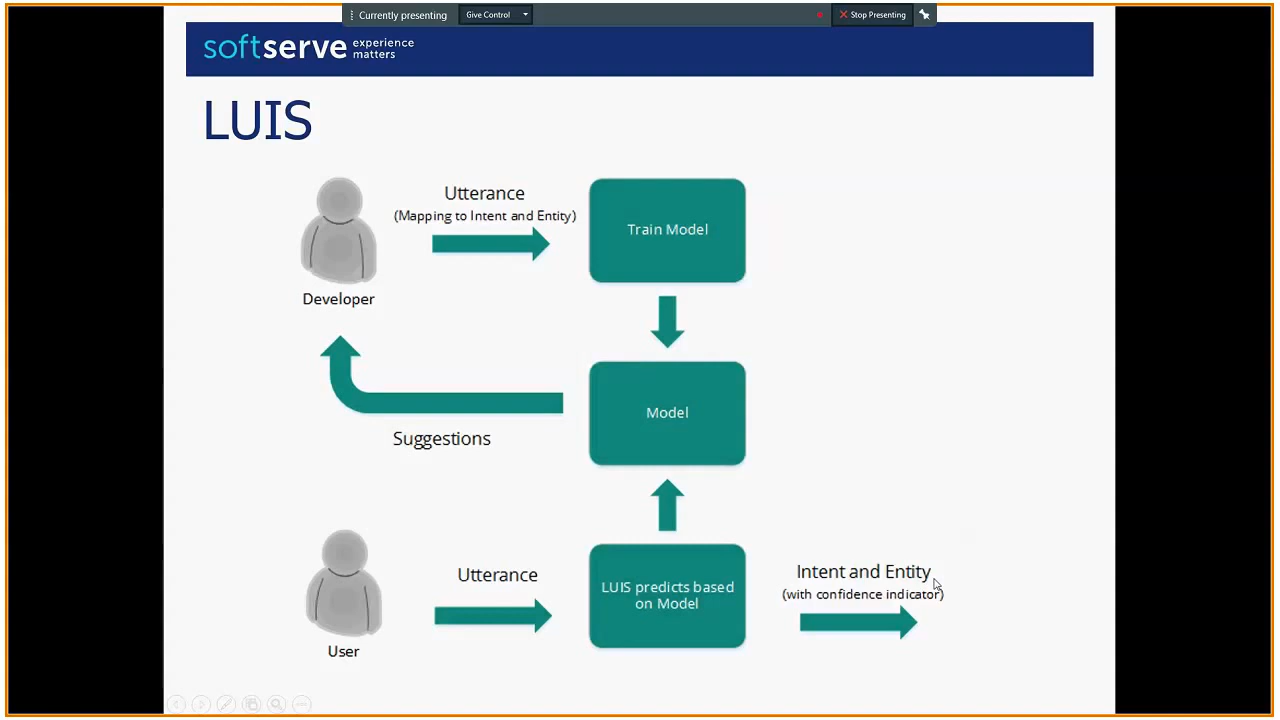 Currently presenting
Give Control
Stop Presenting
softserve
experience
matters
LUIS
Utterance
(Mapping to Intent and Entity)
Train Model
Developer
Model
Suggestions
Utterance
LUIS predicts based
on Model
Intent and Entity
(with confidence indicator)
User